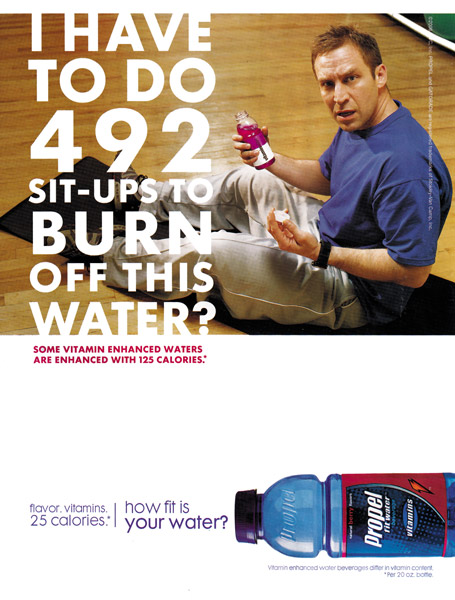 I HAVE
TO DO
492
SIT-UPS TO
BURN
OFF THIS
WATER?
SOME VITAMIN ENHANCED WATERS
ARE ENHANCED WITH 125 CALORIES.*
flavor. vitamins.
25 calories.*
how fit is
your water?
Propel
propel
fit water
vitamins
berry
Vitamin enhanced water beverages differ in vitamin content.
*Per 20 oz. bottle.